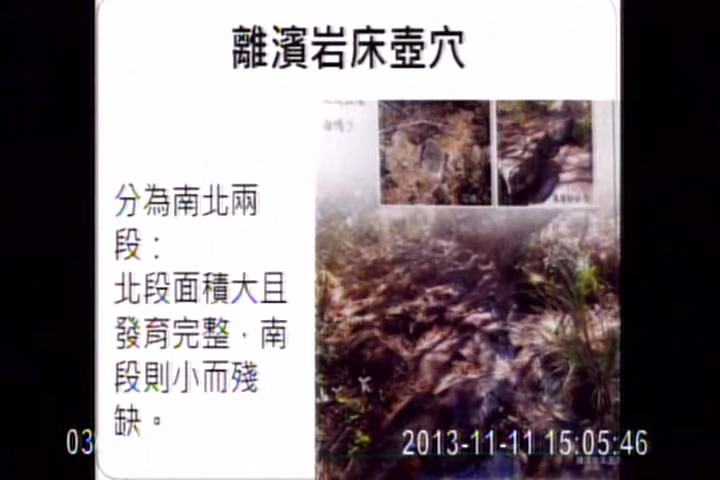 離濱岩床壺穴
分為南北兩
段：
北段面積大且
發育完整，南
段則小而殘
缺。
03
2013-11-11 15:05:46